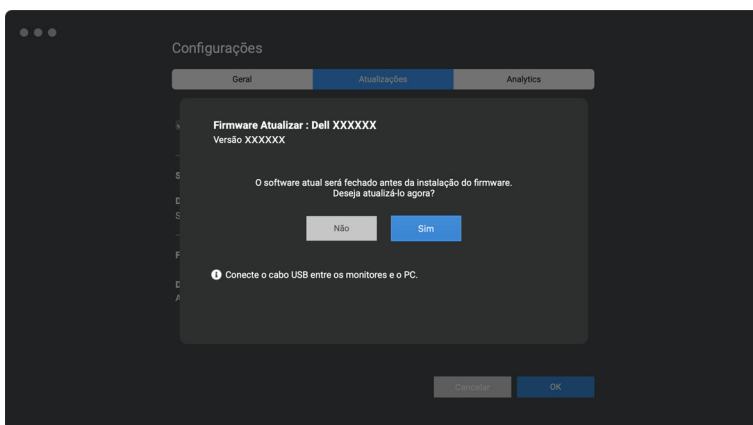 Configurações
Geral
Atualizações
Analytics
Firmware Atualizar : Dell XXXXXX
Versão XXXXXX
S
O software atual será fechado antes da instalação do firmware.
Deseja atualizá-lo agora?
D
S
Não
Sim
F
Conecte o cabo USB entre os monitores e o PC.
D
A
Cancelar
OK